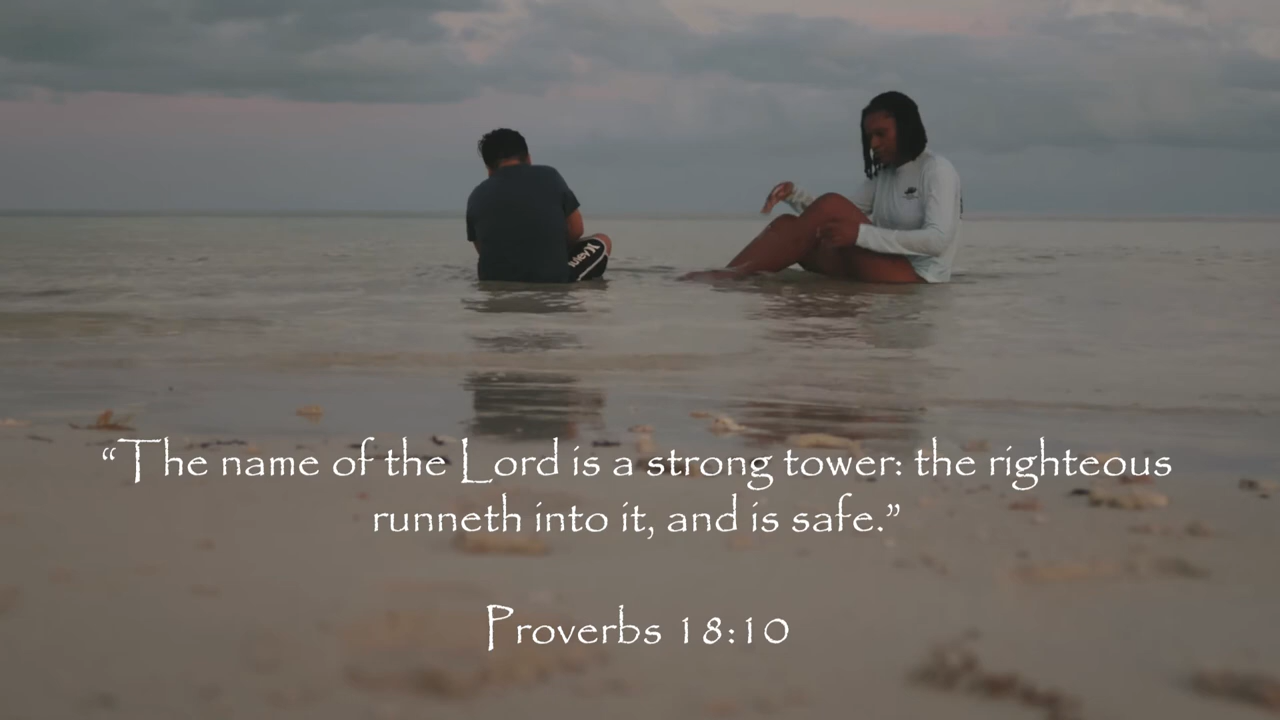 “The name of the Lord is a strong tower: the righteous
runneth into it, and is safe.”
Proverbs 18:10